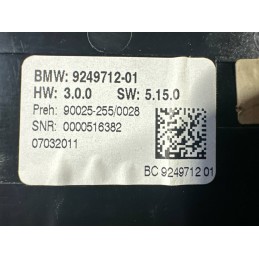 BMW: 9249712-01
HW: 3.0.0 SW: 5.15.0
Preh: 90025-255/0028
SNR: 0000516382
07032011
BC 9249712 01